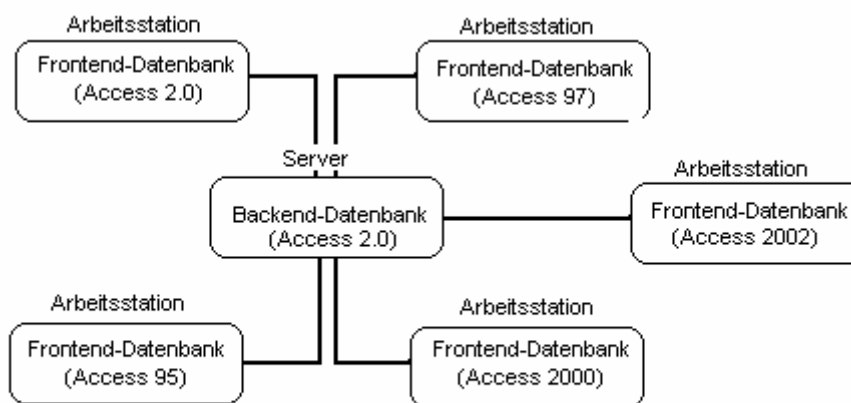 Arbeitsstation
Frontend-Datenbank
(Access 2.0)
Arbeitsstation
Frontend-Datenbank
(Access 97)
Server
Backend-Datenbank
(Access 2.0)
Arbeitsstation
Frontend-Datenbank
(Access 2002)
Arbeitsstation
Frontend-Datenbank
(Access 95)
Arbeitsstation
Frontend-Datenbank
(Access 2000)